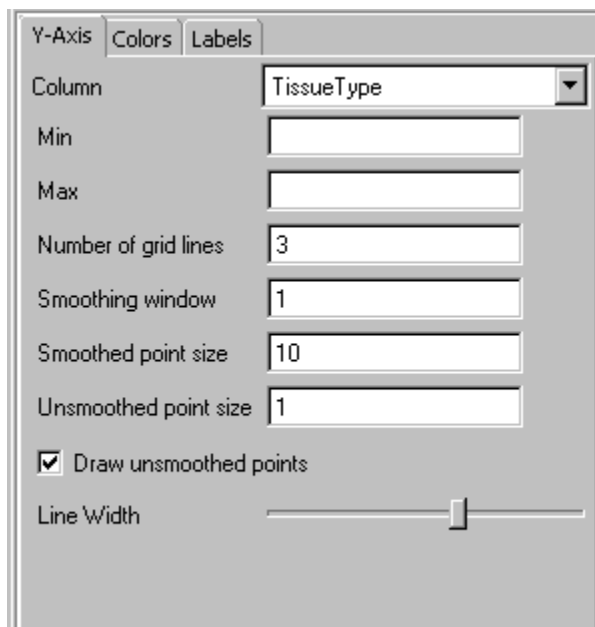 Y-Axis Colors Labels
Column TissueType
Min
Max
Number of grid lines 3
Smoothing window 1
Smoothed point size 10
Unsmoothed point size 1
Draw unsmoothed points
Line Width